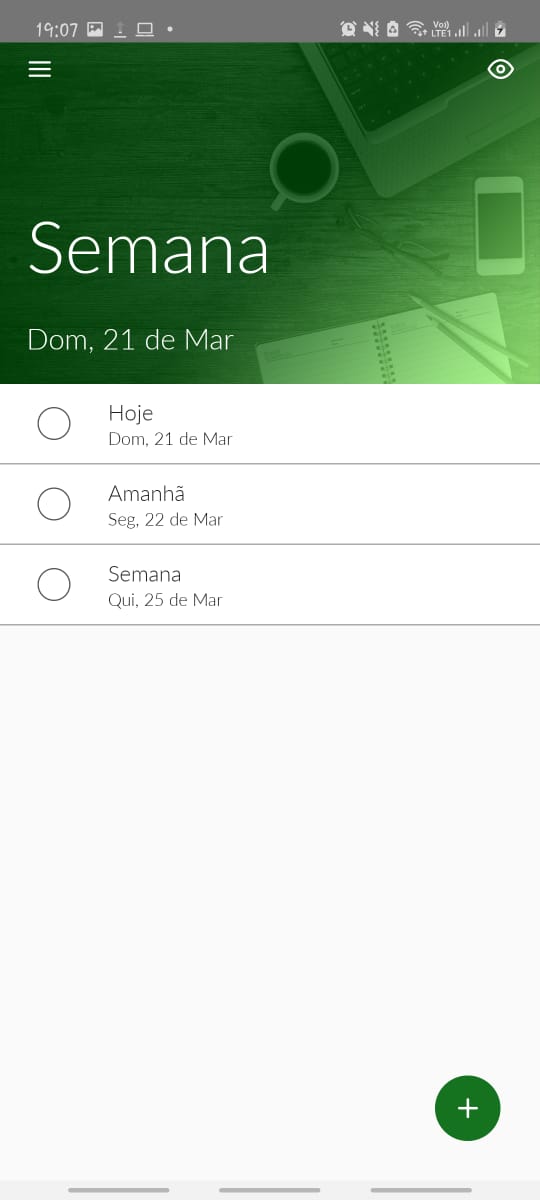 19:07
Vo))
LTE1
Semana
Dom, 21 de Mar
Hoje
Dom, 21 de Mar
Amanhã
Seg, 22 de Mar
Semana
Qui, 25 de Mar